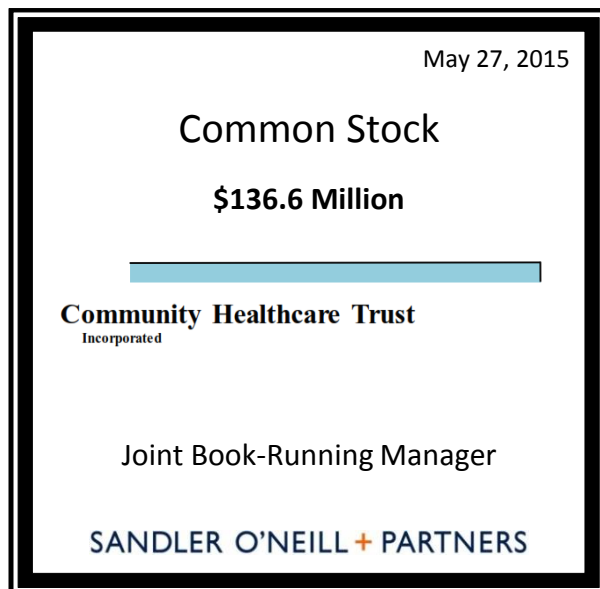 May 27, 2015
Common Stock
$136.6 Million
Community Healthcare Trust
Incorporated
Joint Book-Running Manager
SANDLER O'NEILL + PARTNERS